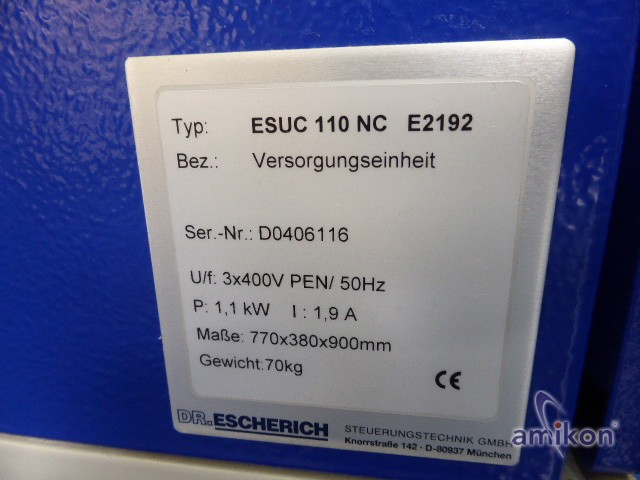 Typ: ESUC 110 NC E2192
Bez.: Versorgungseinheit
Ser.-Nr.: D0406116
U/f: 3x400V PEN/ 50Hz
P: 1,1 kW I : 1,9 A
Maße: 770x380x900mm
Gewicht:70kg
CE
DR.ESCHERICH STEUERUNGSTECHNIK GMBH
Knorrstraße 142 · D-80937 München
amikon